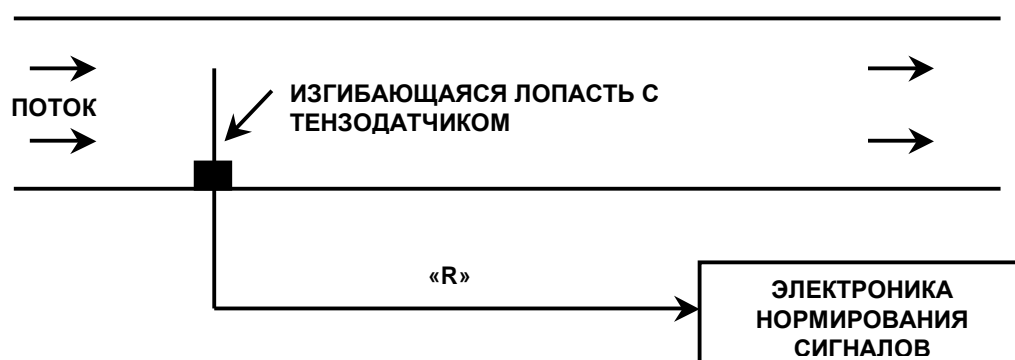 ПОТОК
ИЗГИБАЮЩАЯСЯ ЛОПАСТЬ С
ТЕНЗОДАТЧИКОМ
«R»
ЭЛЕКТРОНИКА
НОРМИРОВАНИЯ
СИГНАЛОВ